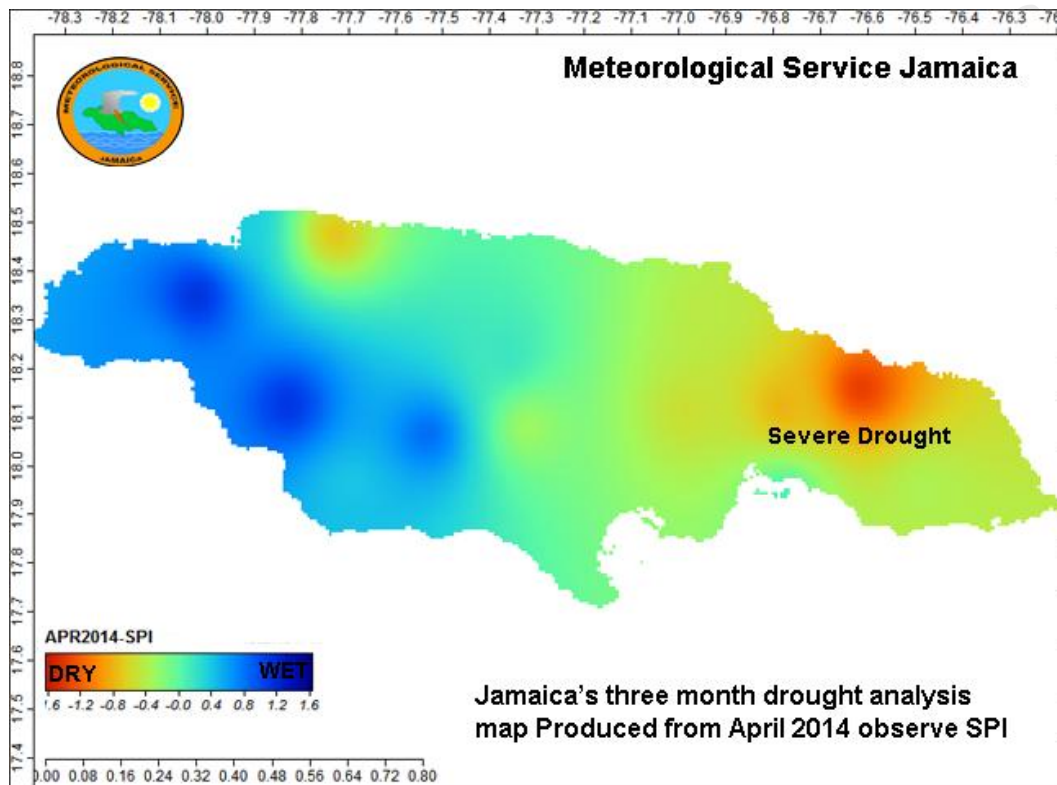 -78.3 -78.2 -78.1 -78.0 -77.9 -77.8 -77.7 -77.6 -77.5 -77.4 -77.3 -77.2 -77.1 -77.0 -76.9 -76.8 -76.7 -76.6 -76.5 -76.4 -76.3
Meteorological Service Jamaica
METEOROLOGICAL SERVICE
JAMAICA
18.8
18.7
18.6
18.5
18.4
18.3
18.2
18.1
18.0
17.9
17.8
17.7
17.6
17.5
17.4
Severe Drought
APR2014-SPI
DRY WET
1.6 -1.2 -0.8 -0.4 -0.0 0.4 0.8 1.2 1.6
Jamaica's three month drought analysis
map Produced from April 2014 observe SPI
0.00 0.08 0.16 0.24 0.32 0.40 0.48 0.56 0.64 0.72 0.80